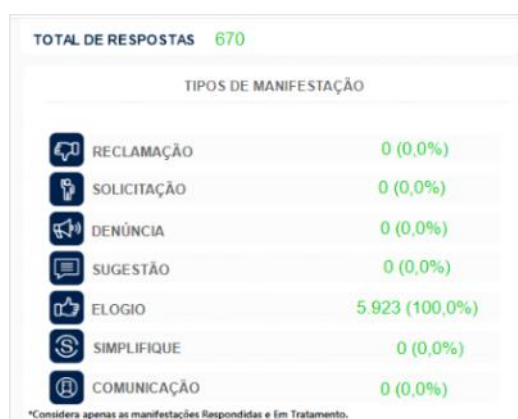 TOTAL DE RESPOSTAS 670
TIPOS DE MANIFESTAÇÃO
RECLAMAÇÃO 0 (0,0%)
SOLICITAÇÃO 0 (0,0%)
DENÚNCIA 0 (0,0%)
SUGESTÃO 0 (0,0%)
ELOGIO 5.923 (100,0%)
SIMPLIFIQUE 0 (0,0%)
COMUNICAÇÃO 0 (0,0%)
*Considera apenas as manifestações Respondidas e Em Tratamento.